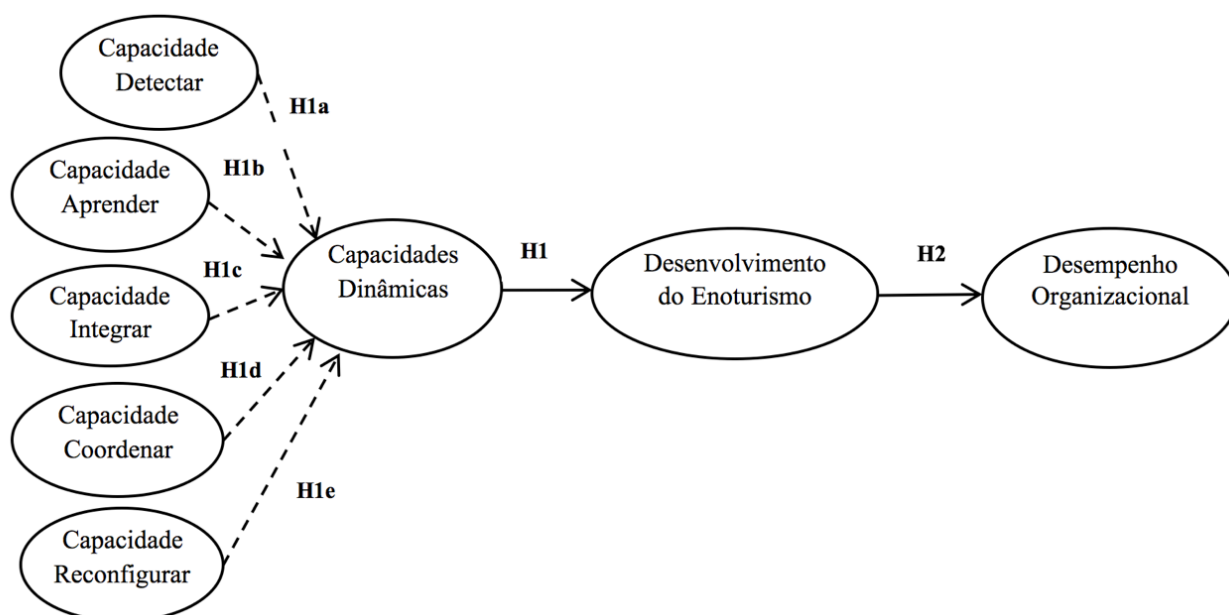 Capacidade
Detectar
H1a
Capacidade
Aprender
H1b
Capacidade
Integrar
H1c
Capacidade
Coordenar
H1d
Capacidade
Reconfigurar
H1e
Capacidades
Dinâmicas
H1
Desenvolvimento
do Enoturismo
H2
Desempenho
Organizacional